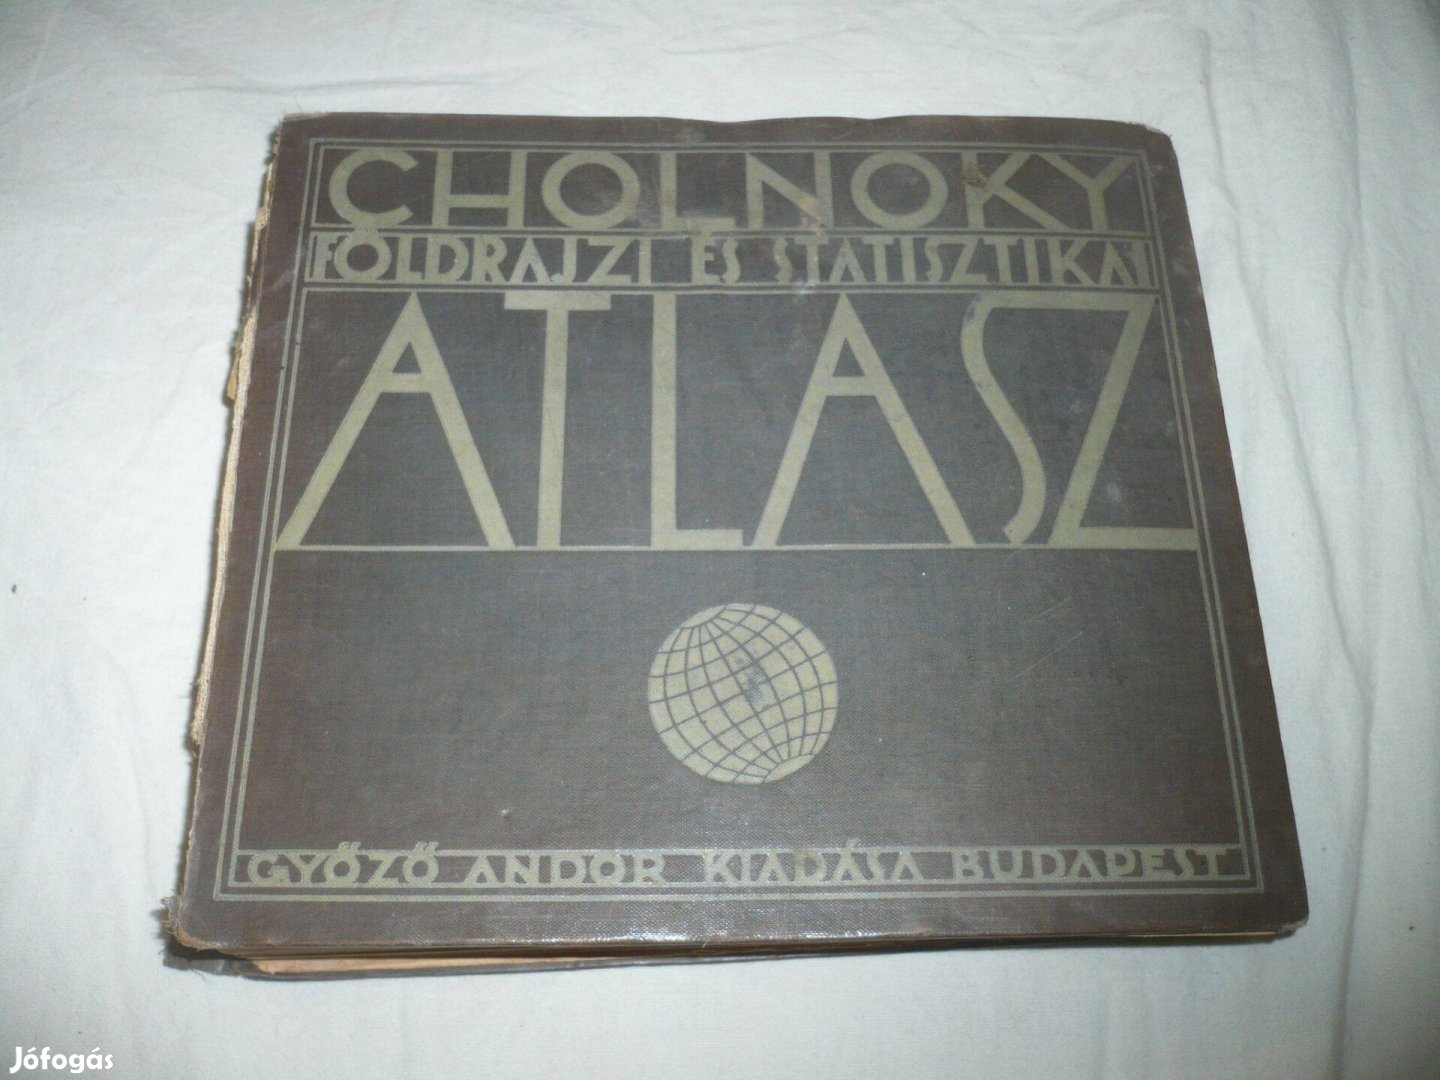 CHOLNOKY
FÖLDRAJZI ÉS STATISZTIKAI
ATLASZ
GYŐZŐ ANDOR KIADÁSA BUDAPEST
Jófogás